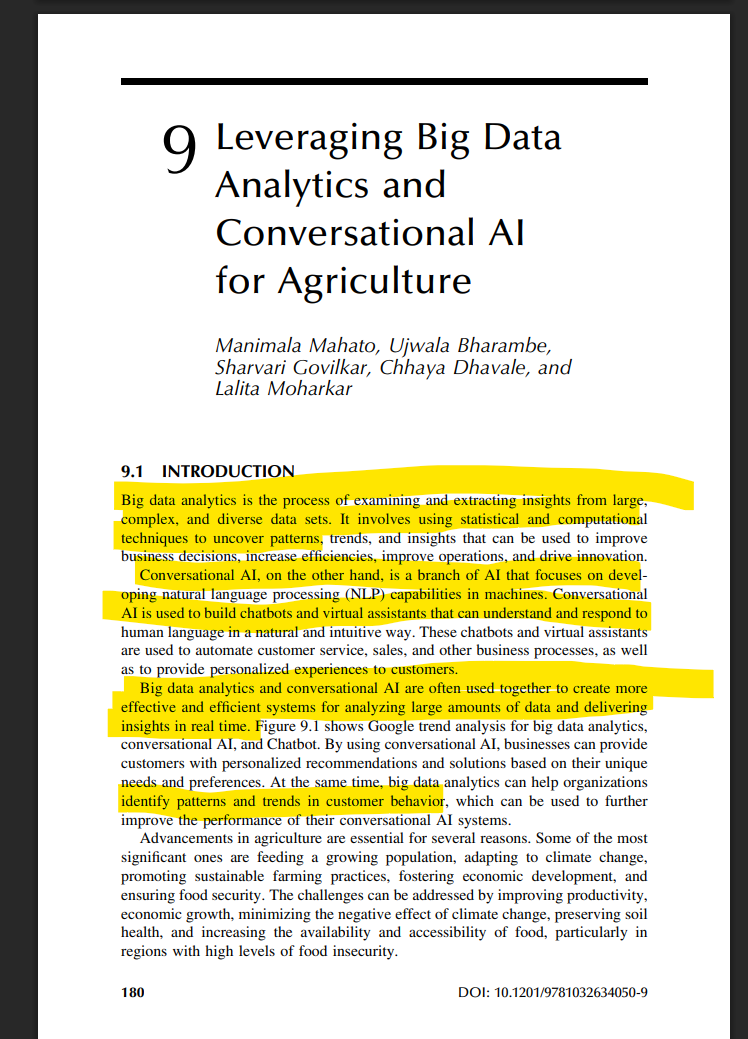 9 Leveraging Big Data
Analytics and
Conversational AI
for Agriculture
Manimala Mahato, Ujwala Bharambe,
Sharvari Govilkar, Chhaya Dhavale, and
Lalita Moharkar
9.1 INTRODUCTION
Big data analytics is the process of examining and extracting insights from large,
complex, and diverse data sets. It involves using statistical and computational
techniques to uncover patterns, trends, and insights that can be used to improve
business decisions, increase efficiencies, improve operations, and drive innovation.
Conversational AI, on the other hand, is a branch of AI that focuses on devel-
oping natural language processing (NLP) capabilities in machines. Conversational
AI is used to build chatbots and virtual assistants that can understand and respond to
human language in a natural and intuitive way. These chatbots and virtual assistants
are used to automate customer service, sales, and other business processes, as well
as to provide personalized experiences to customers.
Big data analytics and conversational AI are often used together to create more
effective and efficient systems for analyzing large amounts of data and delivering
insights in real time. Figure 9.1 shows Google trend analysis for big data analytics,
conversational AI, and Chatbot. By using conversational AI, businesses can provide
customers with personalized recommendations and solutions based on their unique
needs and preferences. At the same time, big data analytics can help organizations
identify patterns and trends in customer behavior, which can be used to further
improve the performance of their conversational AI systems.
Advancements in agriculture are essential for several reasons. Some of the most
significant ones are feeding a growing population, adapting to climate change,
promoting sustainable farming practices, fostering economic development, and
ensuring food security. The challenges can be addressed by improving productivity,
economic growth, minimizing the negative effect of climate change, preserving soil
health, and increasing the availability and accessibility of food, particularly in
regions with high levels of food insecurity.
180 DOI: 10.1201/9781032634050-9